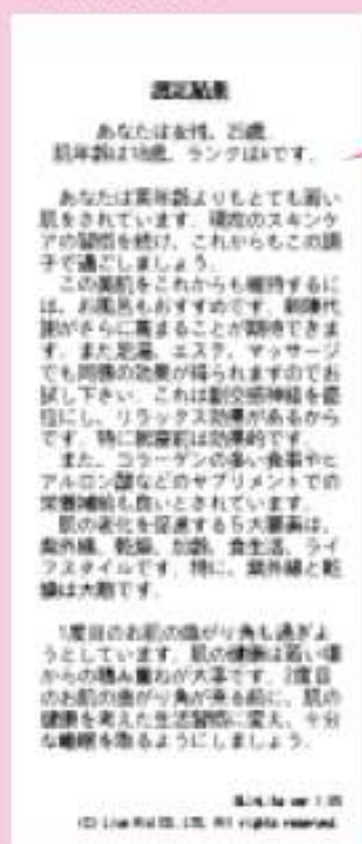 測定結果
あなたは女性、25歳、
肌年齢は18歳、ランクはAです。
あなたは実年齢よりもとても若い
肌をされています。現在のスキンケ
アの習慣を続け、これからもこの調
子で過ごしましょう。
この美肌をこれからも維持するに
は、お風呂もおすすめです。新陳代
謝がさらに高まることが期待できま
す。また足湯、エステ、マッサージ
でも同様の効果が得られますのでお
試し下さい。これは副交感神経を優
位にし、リラックス効果があるから
です。特に就寝前は効果的です。
また、コラーゲンの多い食事やヒ
アルロン酸などのサプリメントでの
栄養補給も良いとされています。
肌の老化を促進する5大要素は、
紫外線、乾燥、加齢、食生活、ライ
フスタイルです。特に、紫外線と乾
燥は大敵です。
1度目のお肌の曲がり角も過ぎよ
うとしています。肌の健康は若い頃
からの積み重ねが大事です。2度目
のお肌の曲がり角が来る前に、肌の
健康を考えた生活習慣に変え、十分
な睡眠を取るようにしましょう。
rights reserved.